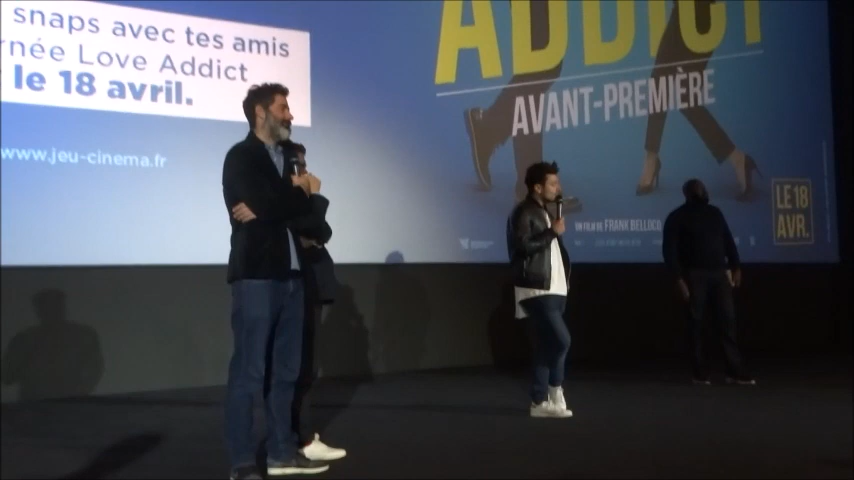 snaps avec tes amis
rnée Love Addict
le 18 avril.
www.jeu-cinema.fr
ADDICT
AVANT-PREMIÈRE
UN FILM DE FRANK BELLOCQ
LE 18
AVR.